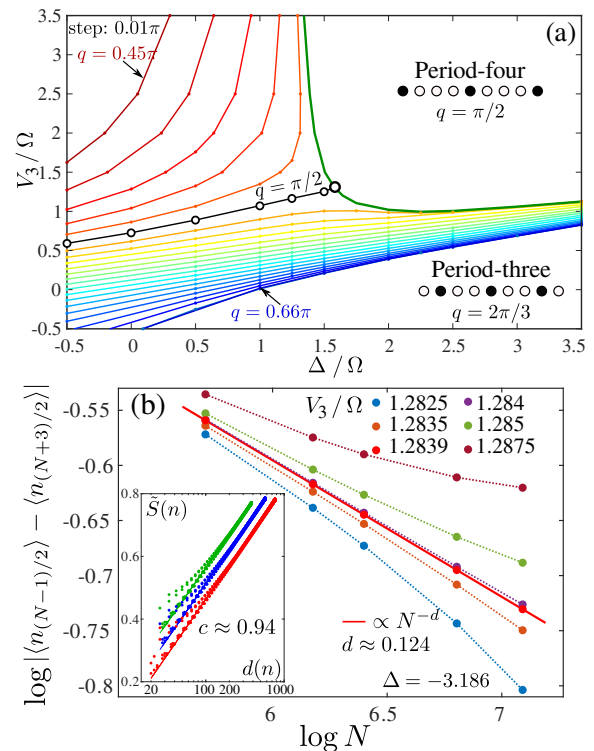 (a)
step: 0.01π
q = 0.45π
Period-four
q = π/2
q = π/2
Period-three
q = 2π/3
q = 0.66π
V3 / Ω
3.5
3
2.5
2
1.5
1
0.5
0
-0.5
-0.5 0 0.5 1 1.5 2 2.5 3 3.5
Δ / Ω
(b)
V3 / Ω
1.2825 1.284
1.2835 1.285
1.2839 1.2875
log |⟨n(N−1)/2⟩ − ⟨n(N+3)/2⟩|
-0.55
-0.6
-0.65
-0.7
-0.75
-0.8
0.8
0.6
0.4
0.2
S̃(n)
c ≈ 0.94
d(n)
20 100 200 400 800
∝ N−d
d ≈ 0.124
Δ = −3.186
6 6.5 7
log N